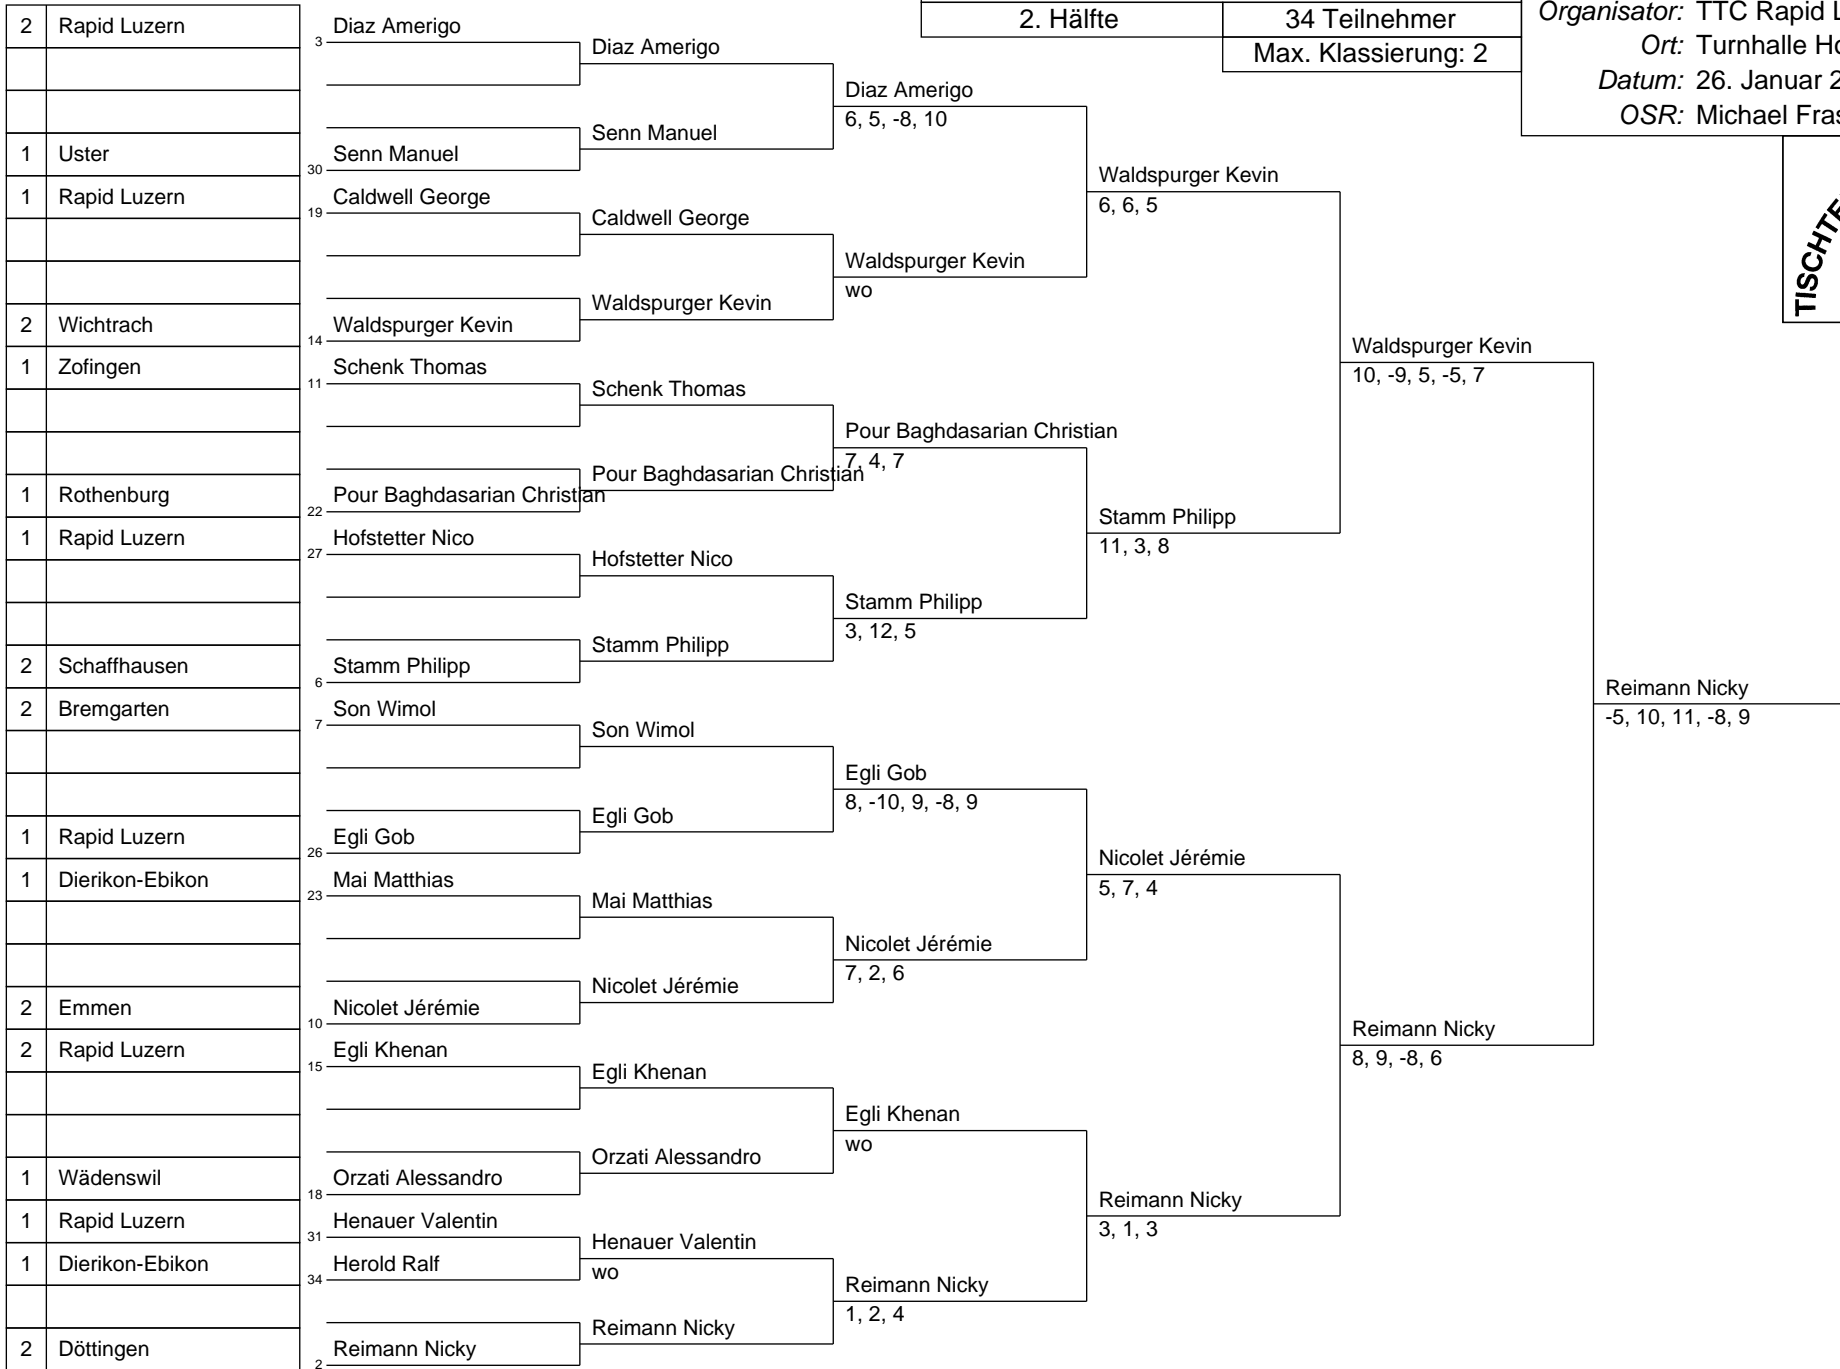 2. Hälfte 34 Teilnehmer
Max. Klassierung: 2
Organisator: TTC Rapid
Ort: Turnhalle
Datum: 26. Januar
OSR: Michael
2 Rapid Luzern 3 Diaz Amerigo
1 Uster 30 Senn Manuel
1 Rapid Luzern 19 Caldwell George
2 Wichtrach 14 Waldspurger Kevin
1 Zofingen 11 Schenk Thomas
1 Rothenburg 22 Pour Baghdasarian Christian
1 Rapid Luzern 27 Hofstetter Nico
2 Schaffhausen 6 Stamm Philipp
2 Bremgarten 7 Son Wimol
1 Rapid Luzern 26 Egli Gob
1 Dierikon-Ebikon 23 Mai Matthias
2 Emmen 10 Nicolet Jérémie
2 Rapid Luzern 15 Egli Khenan
1 Wädenswil 18 Orzati Alessandro
1 Rapid Luzern 31 Henauer Valentin
1 Dierikon-Ebikon 34 Herold Ralf
2 Döttingen 2 Reimann Nicky
Diaz Amerigo
Senn Manuel
Caldwell George
Waldspurger Kevin
Schenk Thomas
Pour Baghdasarian Christian
Hofstetter Nico
Stamm Philipp
Son Wimol
Egli Gob
Mai Matthias
Nicolet Jérémie
Egli Khenan
Orzati Alessandro
Henauer Valentin
wo
Reimann Nicky
Diaz Amerigo
6, 5, -8, 10
Waldspurger Kevin
wo
Pour Baghdasarian Christian
7, 4, 7
Stamm Philipp
3, 12, 5
Egli Gob
8, -10, 9, -8, 9
Nicolet Jérémie
7, 2, 6
Egli Khenan
wo
Reimann Nicky
1, 2, 4
Waldspurger Kevin
6, 6, 5
Stamm Philipp
11, 3, 8
Nicolet Jérémie
5, 7, 4
Reimann Nicky
3, 1, 3
Waldspurger Kevin
10, -9, 5, -5, 7
Reimann Nicky
8, 9, -8, 6
Reimann Nicky
-5, 10, 11, -8, 9